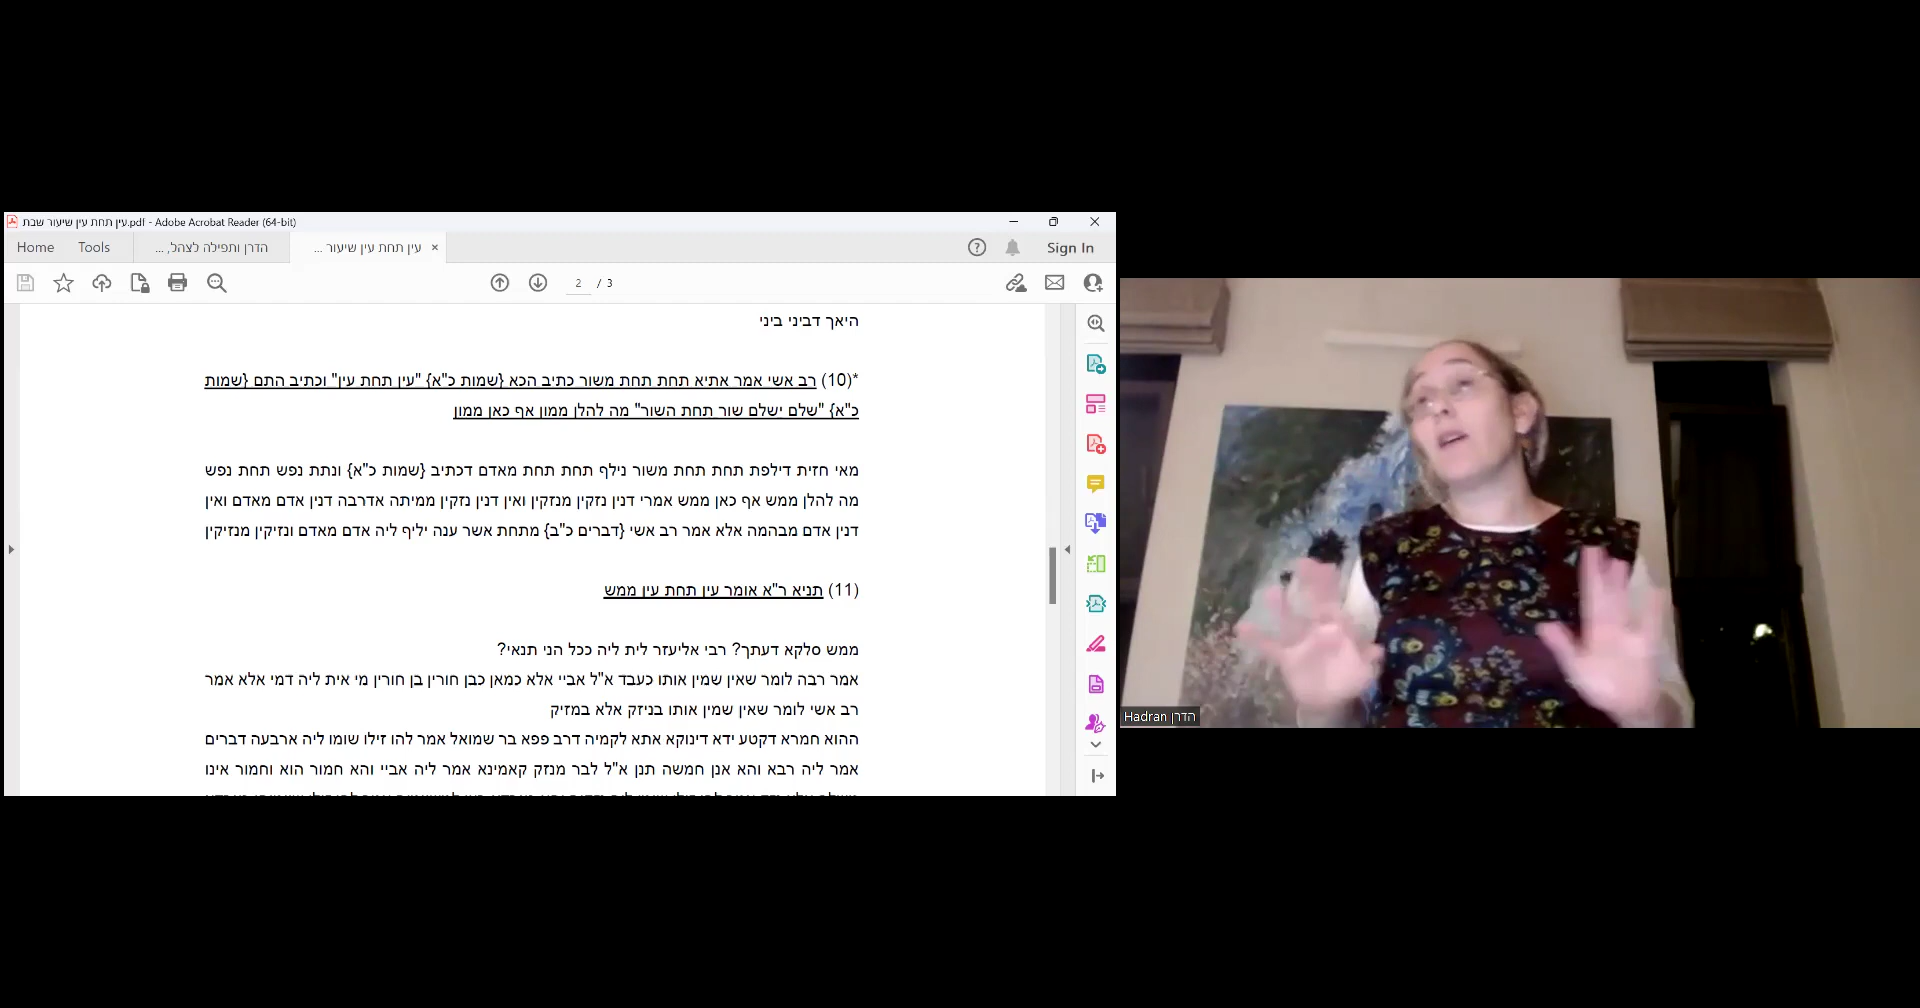 עין תחת עין שיעור שבת.pdf - Adobe Acrobat Reader (64-bit)
Home Tools הדרן ותפילה לצהל, ... עין תחת עין שיעור ... × Sign In
2 / 3
היאך דביני ביני
*(10) רב אשי אמר אתיא תחת תחת משור כתיב הכא {שמות כ"א} "עין תחת עין" וכתיב התם {שמות
כ"א} "שלם ישלם שור תחת השור" מה להלן ממון אף כאן ממון
מאי חזית דילפת תחת תחת משור נילף תחת תחת מאדם דכתיב {שמות כ"א} ונתת נפש תחת נפש
מה להלן ממש אף כאן ממש אמרי דנין נזקין מנזקין ואין דנין נזקין ממיתה אדרבה דנין אדם מאדם ואין
דנין אדם מבהמה אלא אמר רב אשי {דברים כ"ב} מתחת אשר ענה יליף ליה אדם מאדם ונזיקין מנזיקין
(11) תניא ר"א אומר עין תחת עין ממש
ממש סלקא דעתך? רבי אליעזר לית ליה ככל הני תנאי?
אמר רבה לומר שאין שמין אותו כעבד א"ל אביי אלא כמאן כבן חורין בן חורין מי אית ליה דמי אלא אמר
רב אשי לומר שאין שמין אותו בניזק אלא במזיק
ההוא חמרא דקטע ידא דינוקא אתא לקמיה דרב פפא בר שמואל אמר להו זילו שומו ליה ארבעה דברים
אמר ליה רבא והא אנן חמשה תנן א"ל לבר מנזק קאמינא אמר ליה אביי והא חמור הוא וחמור אינו
Hadran הדרן